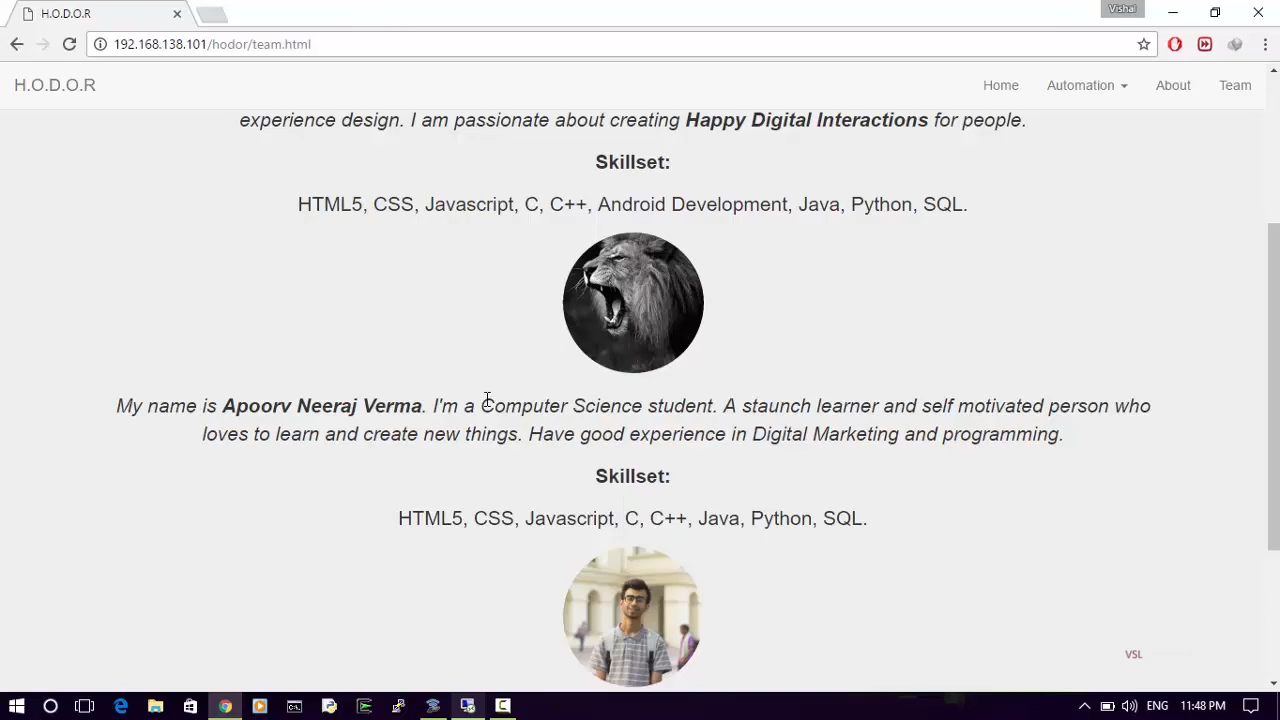 H.O.D.O.R
Vishal
192.168.138.101/hodor/team.html
H.O.D.O.R
Home
Automation
About
Team
experience design. I am passionate about creating Happy Digital Interactions for people.
Skillset:
HTML5, CSS, Javascript, C, C++, Android Development, Java, Python, SQL.
My name is Apoorv Neeraj Verma. I'm a Computer Science student. A staunch learner and self motivated person who
loves to learn and create new things. Have good experience in Digital Marketing and programming.
Skillset:
HTML5, CSS, Javascript, C, C++, Java, Python, SQL.
VSL
ENG
11:48 PM